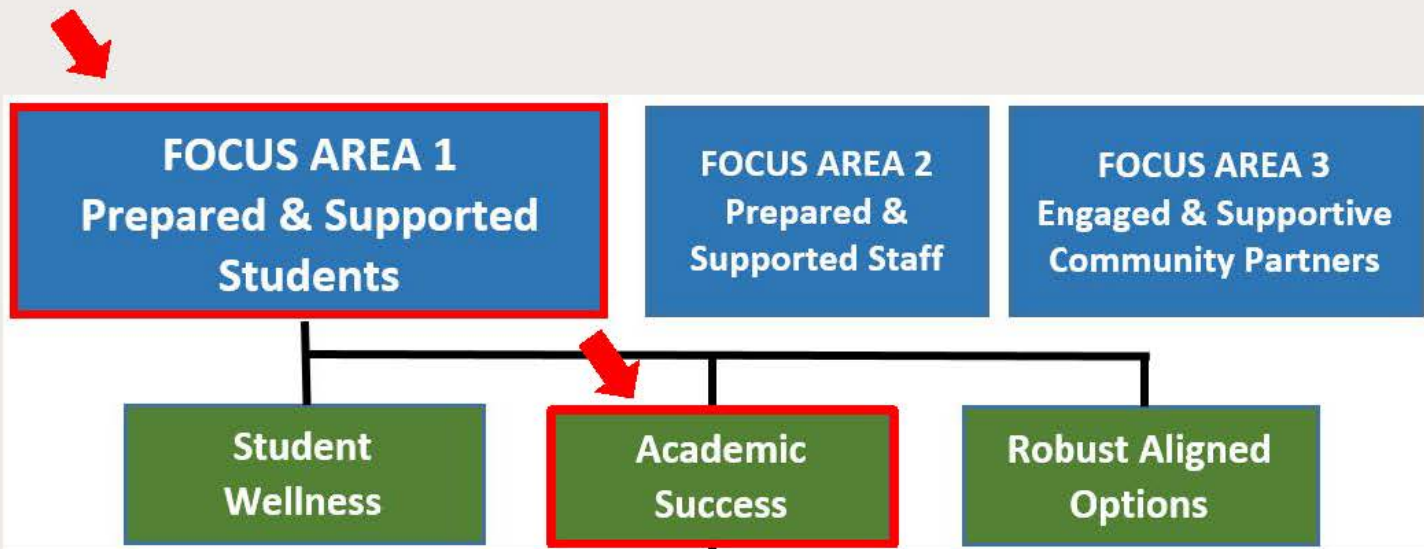 FOCUS AREA 1
Prepared & Supported
Students
FOCUS AREA 2
Prepared &
Supported Staff
FOCUS AREA 3
Engaged & Supportive
Community Partners
Student
Wellness
Academic
Success
Robust Aligned
Options